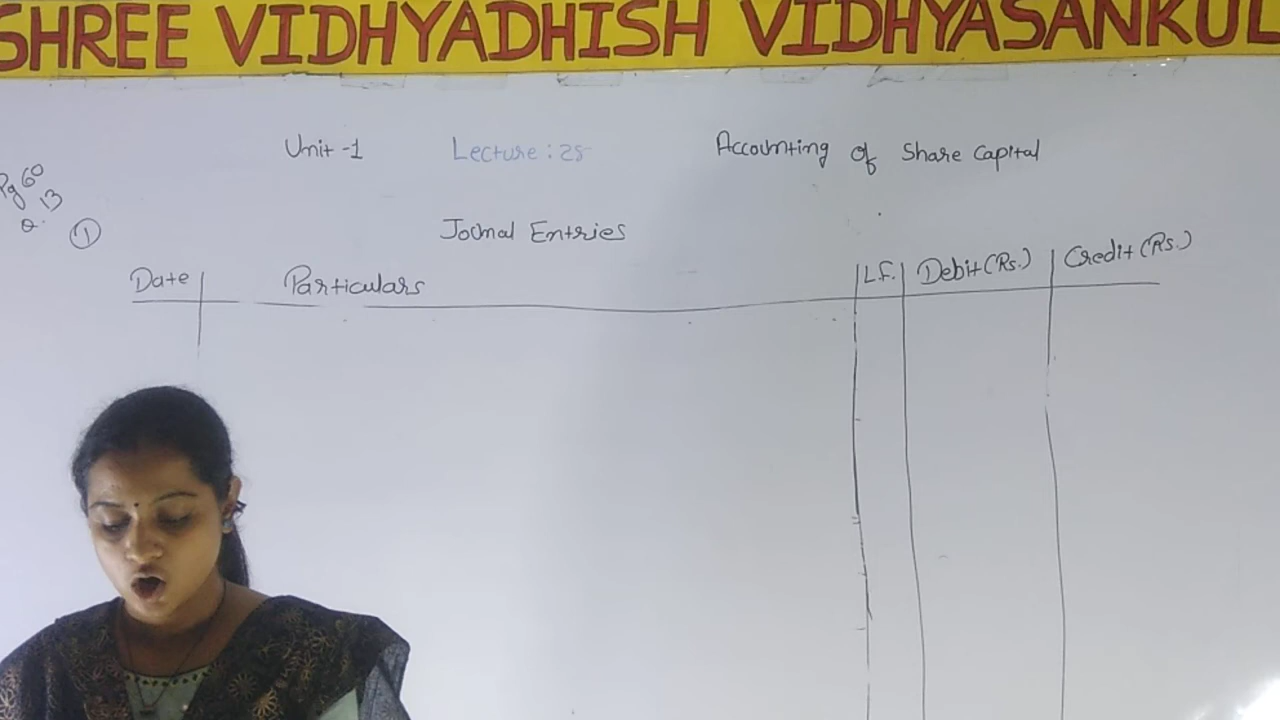 SHREE VIDHYADHISH VIDHYASANKUL
Unit -1 Lecture : 25 Accounting of Share Capital
Pg 60
Q. 13
1
Journal Entries
Date Particulars L.F. Debit (Rs.) Credit (Rs.)